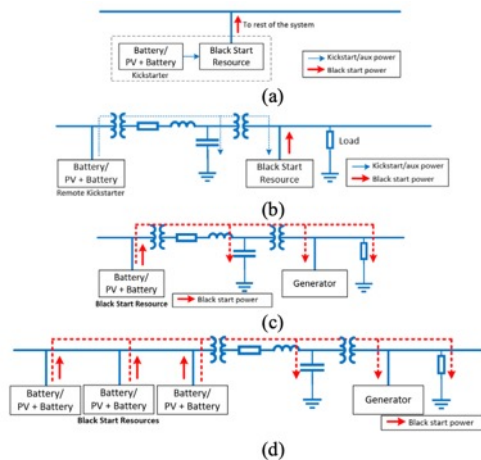 To rest of the system
Battery/
PV + Battery
Black Start
Resource
Kickstarter
Kickstart/aux power
Black start power
(a)
Battery/
PV + Battery
Remote Kickstarter
Black Start
Resource
Load
Kickstart/aux power
Black start power
(b)
Battery/
PV + Battery
Black Start Resource
Black start power
Generator
(c)
Battery/
PV + Battery
Battery/
PV + Battery
Battery/
PV + Battery
Black Start Resources
Generator
Black start power
(d)